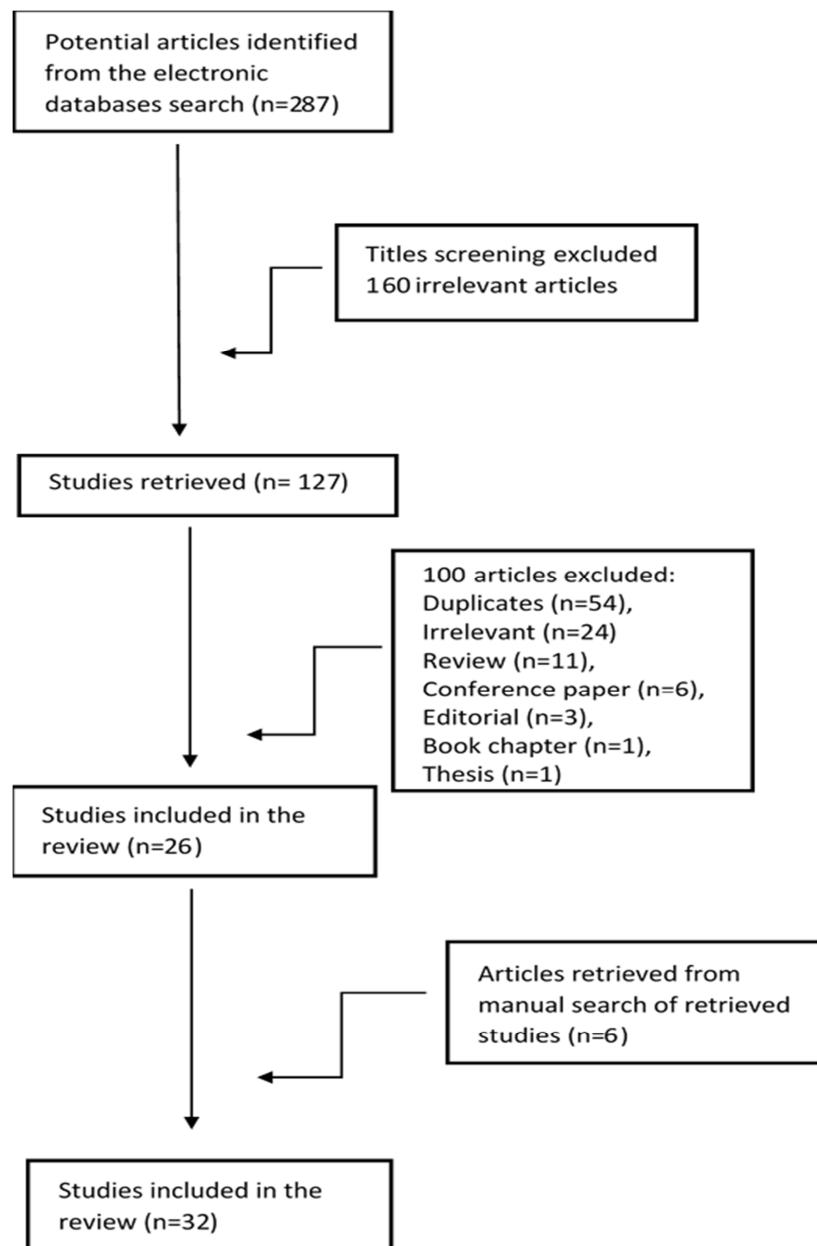 Potential articles identified
from the electronic
databases search (n=287)
Titles screening excluded
160 irrelevant articles
Studies retrieved (n= 127)
100 articles excluded:
Duplicates (n=54),
Irrelevant (n=24)
Review (n=11),
Conference paper (n=6),
Editorial (n=3),
Book chapter (n=1),
Thesis (n=1)
Studies included in the
review (n=26)
Articles retrieved from
manual search of retrieved
studies (n=6)
Studies included in the
review (n=32)